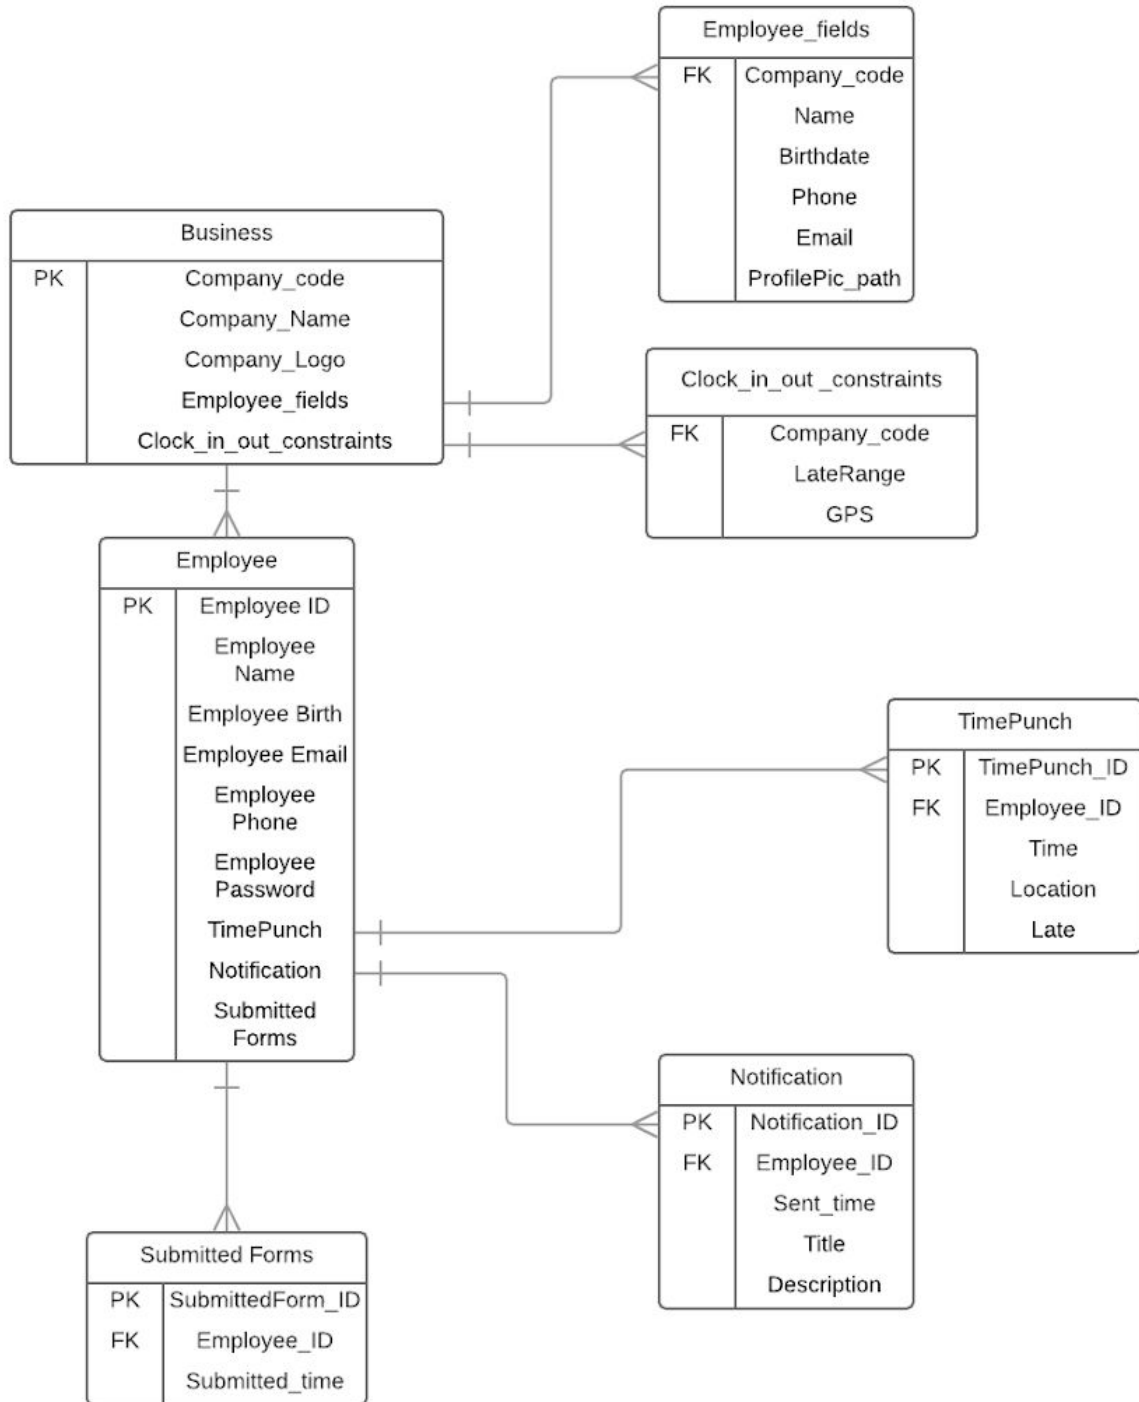 Employee_fields
FK Company_code
Name
Birthdate
Phone
Email
ProfilePic_path
Business
PK Company_code
Company_Name
Company_Logo
Employee_fields
Clock_in_out_constraints
Clock_in_out _constraints
FK Company_code
LateRange
GPS
Employee
PK Employee ID
Employee
Name
Employee Birth
Employee Email
Employee
Phone
Employee
Password
TimePunch
Notification
Submitted
Forms
TimePunch
PK TimePunch_ID
FK Employee_ID
Time
Location
Late
Notification
PK Notification_ID
FK Employee_ID
Sent_time
Title
Description
Submitted Forms
PK SubmittedForm_ID
FK Employee_ID
Submitted_time